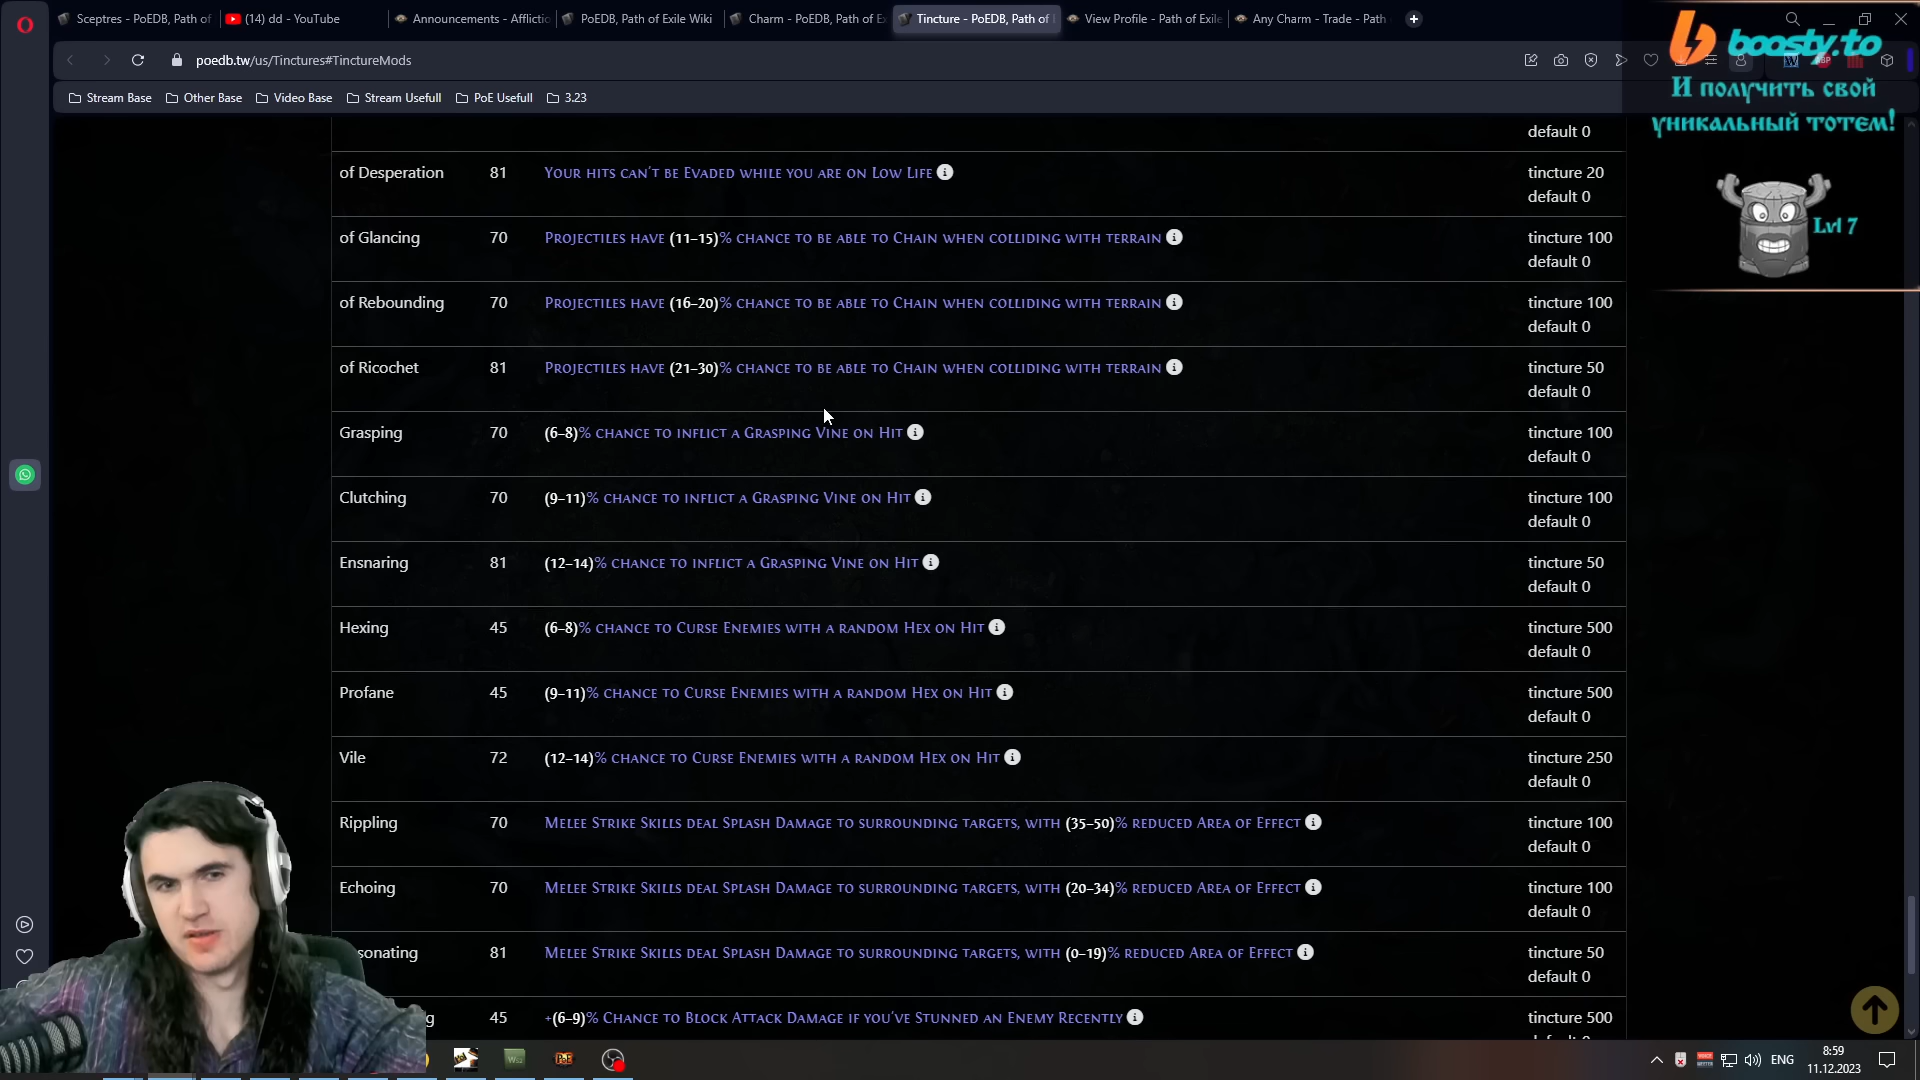 Sceptres - PoEDB, Path of
(14) dd - YouTube
Announcements - Afflictio
PoEDB, Path of Exile Wiki
Charm - PoEDB, Path of Ex
Tincture - PoEDB, Path of
View Profile - Path of Exile
Any Charm - Trade - Path
poedb.tw/us/Tinctures#TinctureMods
Stream Base
Other Base
Video Base
Stream Usefull
PoE Usefull
3.23
boosty.to
И получить свой
уникальный тотем!
Lvl 7
default 0
of Desperation 81 Your hits can't be Evaded while you are on Low Life tincture 20
default 0
of Glancing 70 Projectiles have (11–15)% chance to be able to Chain when colliding with terrain tincture 100
default 0
of Rebounding 70 Projectiles have (16–20)% chance to be able to Chain when colliding with terrain tincture 100
default 0
of Ricochet 81 Projectiles have (21–30)% chance to be able to Chain when colliding with terrain tincture 50
default 0
Grasping 70 (6–8)% chance to inflict a Grasping Vine on Hit tincture 100
default 0
Clutching 70 (9–11)% chance to inflict a Grasping Vine on Hit tincture 100
default 0
Ensnaring 81 (12–14)% chance to inflict a Grasping Vine on Hit tincture 50
default 0
Hexing 45 (6–8)% chance to Curse Enemies with a random Hex on Hit tincture 500
default 0
Profane 45 (9–11)% chance to Curse Enemies with a random Hex on Hit tincture 500
default 0
Vile 72 (12–14)% chance to Curse Enemies with a random Hex on Hit tincture 250
default 0
Rippling 70 Melee Strike Skills deal Splash Damage to surrounding targets, with (35–50)% reduced Area of Effect tincture 100
default 0
Echoing 70 Melee Strike Skills deal Splash Damage to surrounding targets, with (20–34)% reduced Area of Effect tincture 100
default 0
sonating 81 Melee Strike Skills deal Splash Damage to surrounding targets, with (0–19)% reduced Area of Effect tincture 50
default 0
g 45 +(6–9)% Chance to Block Attack Damage if you've Stunned an Enemy Recently tincture 500
ENG
8:59
11.12.2023